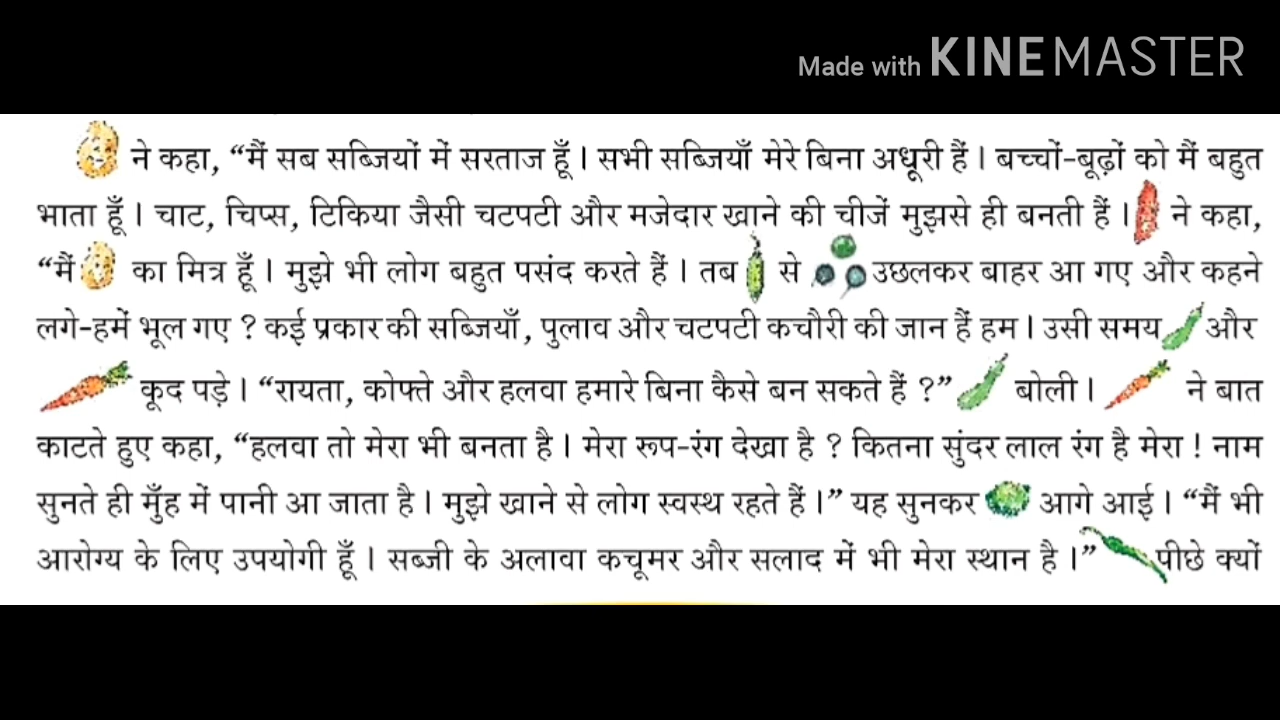 Made with KINEMASTER
ने कहा, “मैं सब सब्जियों में सरताज हूँ। सभी सब्जियाँ मेरे बिना अधूरी हैं। बच्चों-बूढ़ों को मैं बहुत
भाता हूँ। चाट, चिप्स, टिकिया जैसी चटपटी और मजेदार खाने की चीजें मुझसे ही बनती हैं। ने कहा,
“मैं का मित्र हूँ। मुझे भी लोग बहुत पसंद करते हैं। तब से उछलकर बाहर आ गए और कहने
लगे-हमें भूल गए ? कई प्रकार की सब्जियाँ, पुलाव और चटपटी कचौरी की जान हैं हम। उसी समय और
कूद पड़े। “रायता, कोफ्ते और हलवा हमारे बिना कैसे बन सकते हैं ?” बोली। ने बात
काटते हुए कहा, “हलवा तो मेरा भी बनता है। मेरा रूप-रंग देखा है ? कितना सुंदर लाल रंग है मेरा ! नाम
सुनते ही मुँह में पानी आ जाता है। मुझे खाने से लोग स्वस्थ रहते हैं।” यह सुनकर आगे आई। “मैं भी
आरोग्य के लिए उपयोगी हूँ। सब्जी के अलावा कचूमर और सलाद में भी मेरा स्थान है।” पीछे क्यों